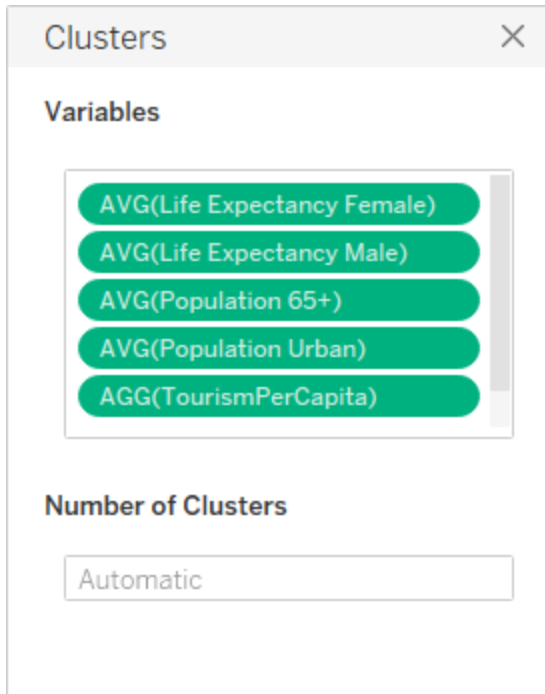 Clusters
Variables
AVG(Life Expectancy Female)
AVG(Life Expectancy Male)
AVG(Population 65+)
AVG(Population Urban)
AGG(TourismPerCapita)
Number of Clusters
Automatic